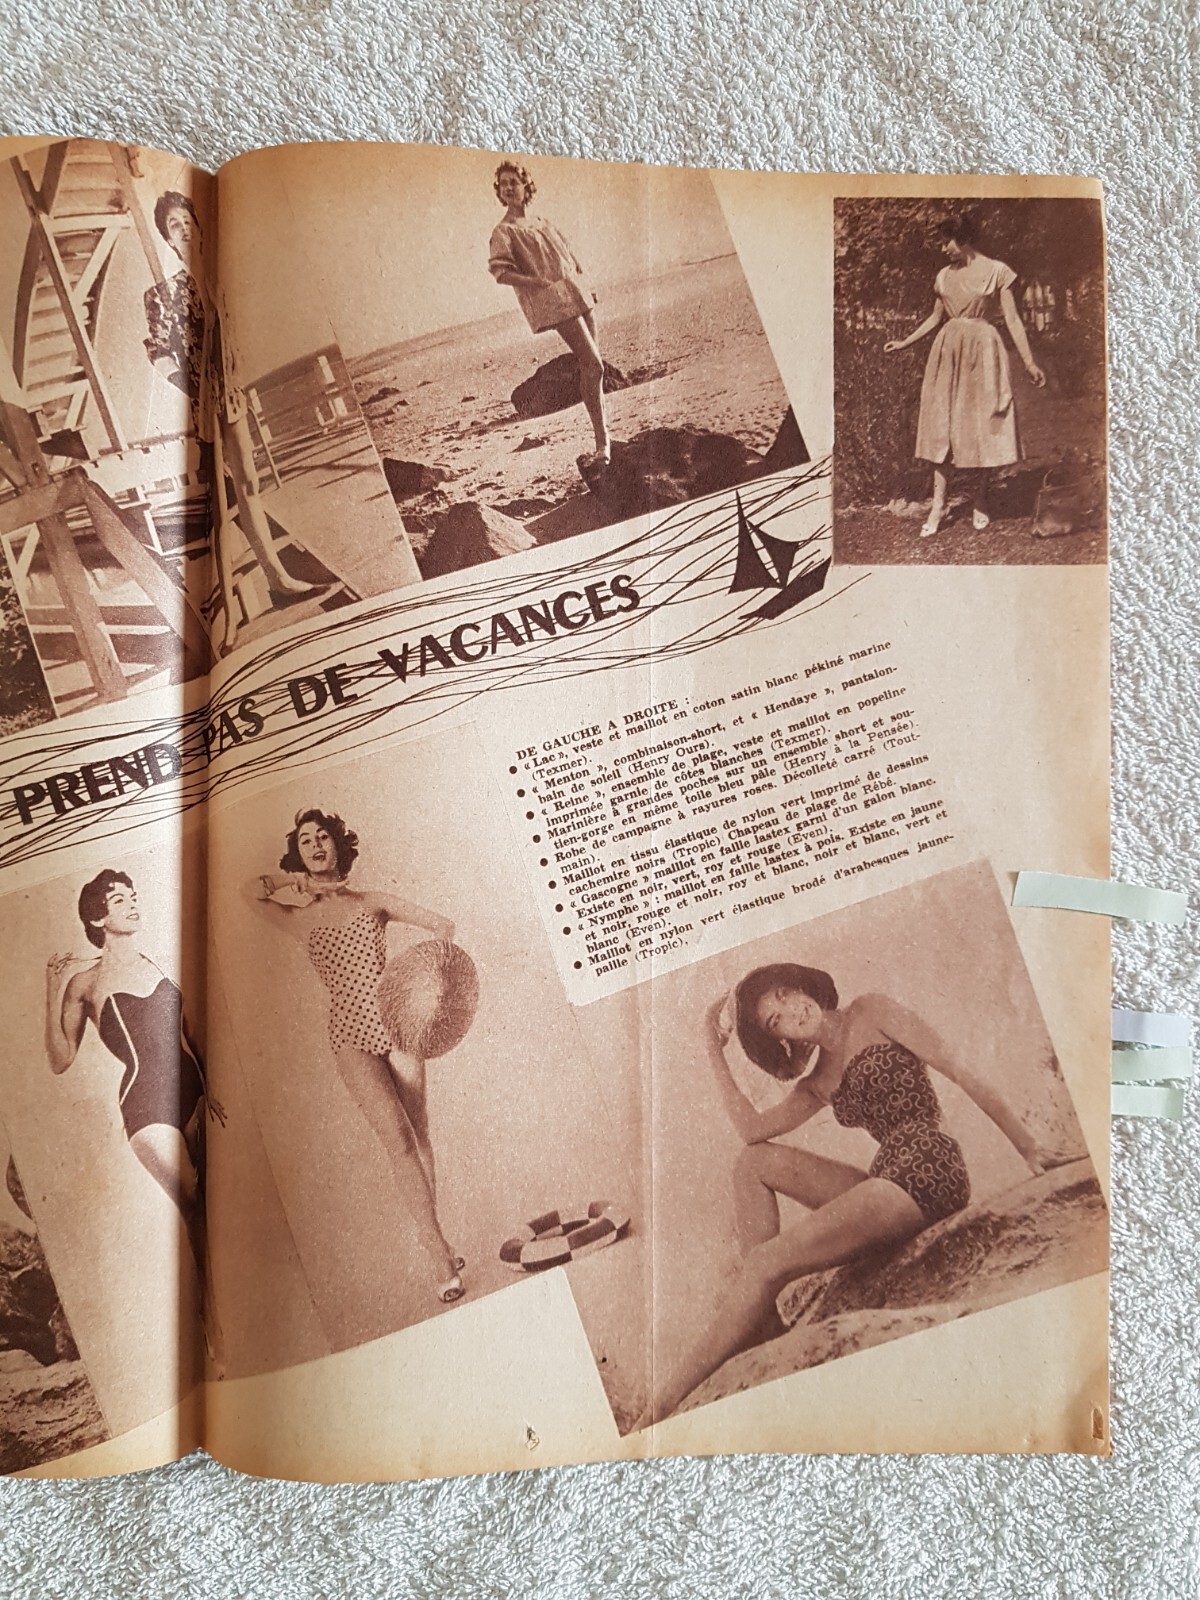 PREND PAS DE VACANCES
DE GAUCHE A DROITE :
● « Lac », veste et maillot en coton satin blanc pékiné marine
(Texmer).
● « Menton », combinaison-short, et « Hendaye », pantalon-
bain de soleil (Henry Ours).
● « Reine », ensemble de plage, veste et maillot en popeline
imprimée garnie de côtes blanches (Texmer).
● Marinière à grandes poches sur un ensemble short et sou-
tien-gorge en même toile bleu pâle (Henry à la Pensée).
● Robe de campagne à rayures roses. Décolleté carré (Tout-
main).
● Maillot en tissu élastique de nylon vert imprimé de dessins
cachemire noirs (Tropic) Chapeau de plage de Rébé.
● « Gascogne » maillot en faille lastex garni d'un galon blanc.
Existe en noir, vert, roy et rouge (Even).
● « Nymphe » : maillot en faille lastex à pois. Existe en jaune
et noir, rouge et noir, roy et blanc, noir et blanc, vert et
blanc (Even).
● Maillot en nylon vert élastique brodé d'arabesques jaune-
paille (Tropic).